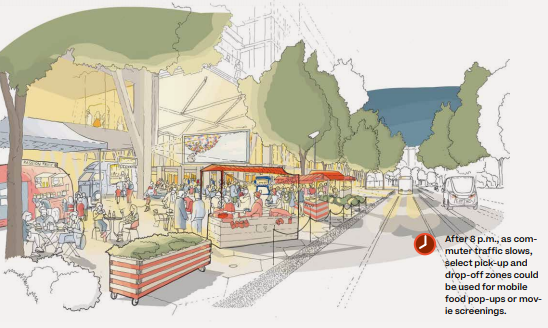 After 8 p.m., as com-
muter traffic slows,
select pick-up and
drop-off zones could
be used for mobile
food pop-ups or mov-
ie screenings.